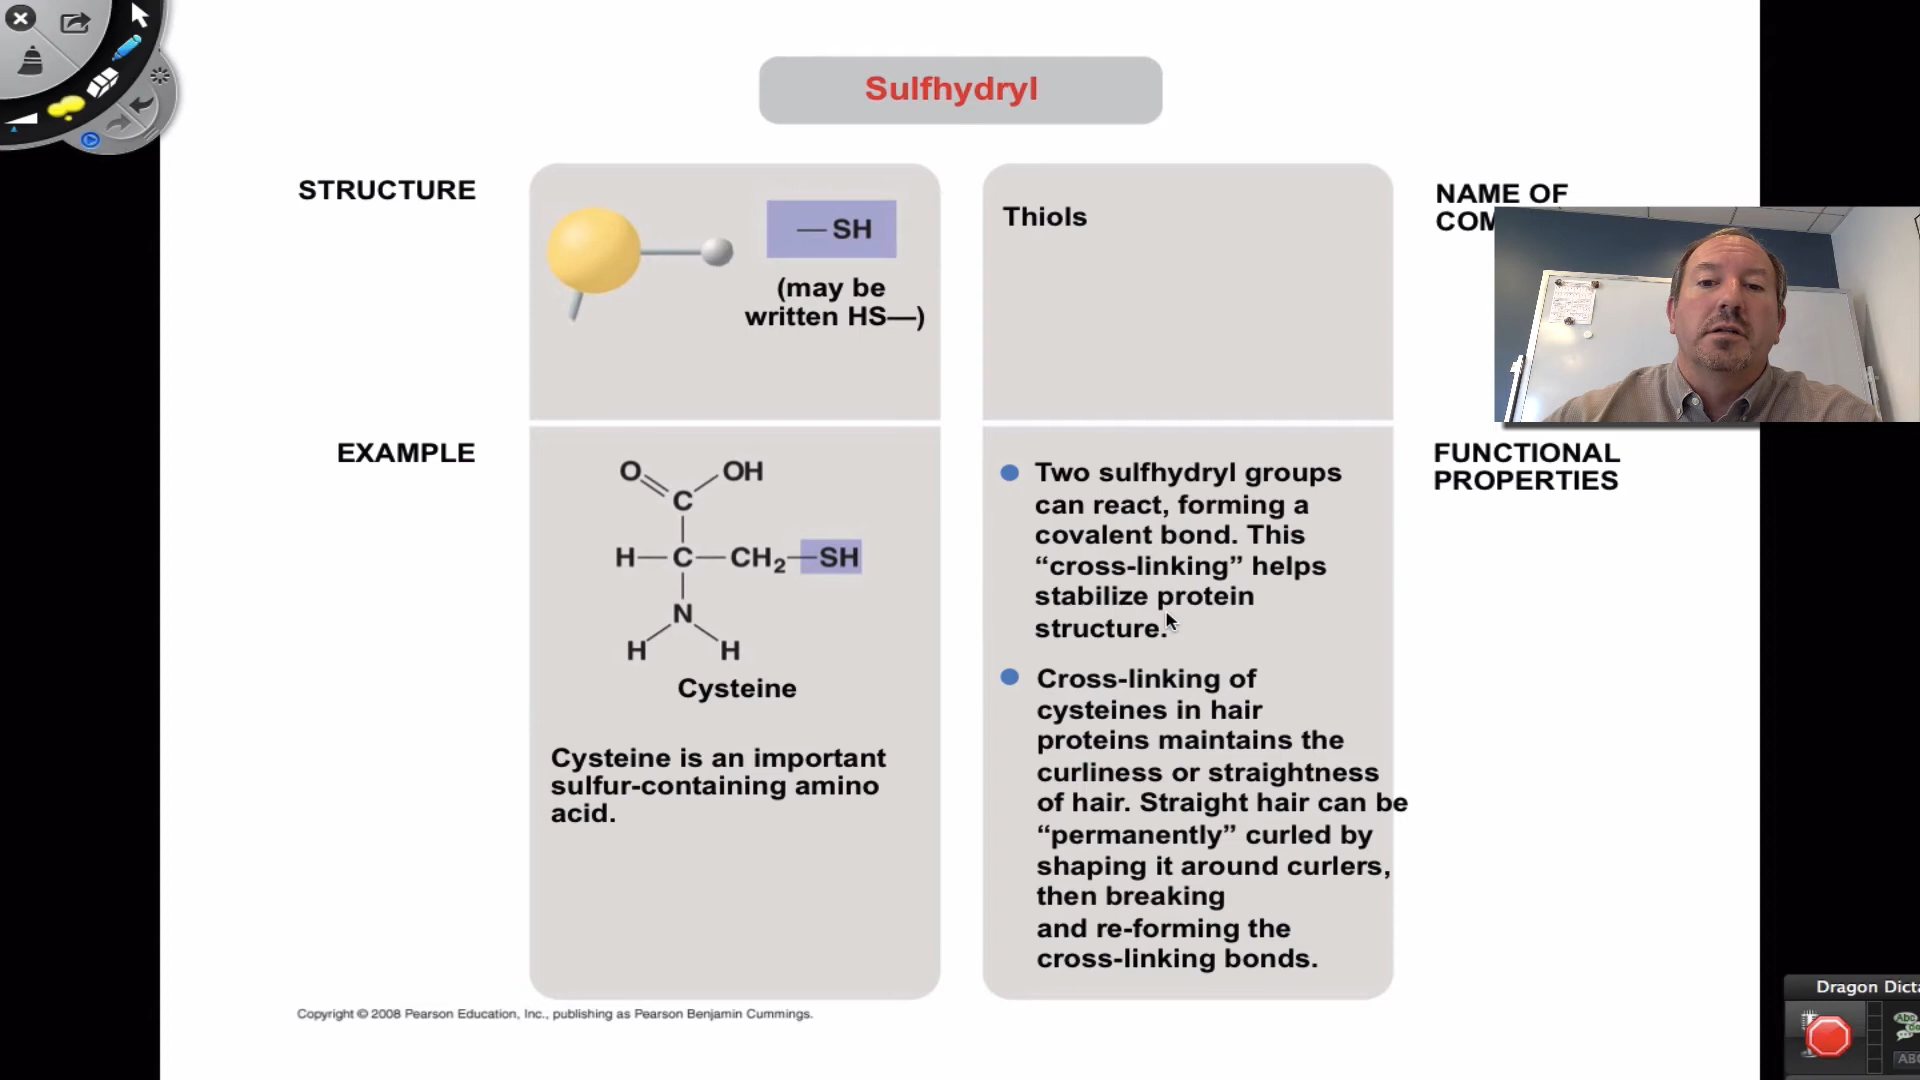 Sulfhydryl
STRUCTURE
—SH
(may be
written HS—)
Thiols
NAME OF
EXAMPLE
O
OH
C
H—C—CH₂—SH
N
H H
Cysteine
Cysteine is an important
sulfur-containing amino
acid.
Two sulfhydryl groups
can react, forming a
covalent bond. This
“cross-linking” helps
stabilize protein
structure.
Cross-linking of
cysteines in hair
proteins maintains the
curliness or straightness
of hair. Straight hair can be
“permanently” curled by
shaping it around curlers,
then breaking
and re-forming the
cross-linking bonds.
FUNCTIONAL
PROPERTIES
Copyright © 2008 Pearson Education, Inc., publishing as Pearson Benjamin Cummings.
Dragon